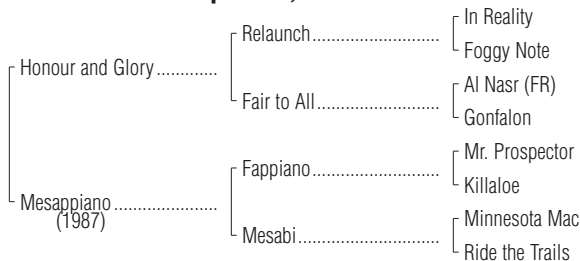 In Reality
Relaunch
Foggy Note
Honour and Glory
Al Nasr (FR)
Fair to All
Gonfalon
Mr. Prospector
Fappiano
Killaloe
Mesappiano
(1987)
Minnesota Mac
Mesabi
Ride the Trails